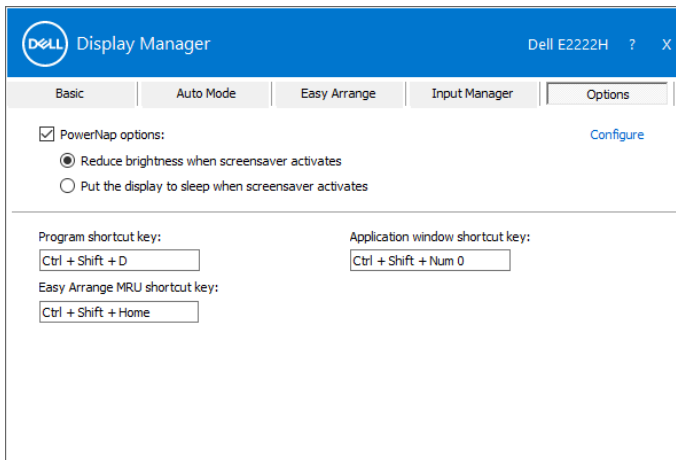 DELL Display Manager Dell E2222H ? X
Basic Auto Mode Easy Arrange Input Manager Options
PowerNap options: Configure
Reduce brightness when screensaver activates
Put the display to sleep when screensaver activates
Program shortcut key: Application window shortcut key:
Ctrl + Shift + D Ctrl + Shift + Num 0
Easy Arrange MRU shortcut key:
Ctrl + Shift + Home